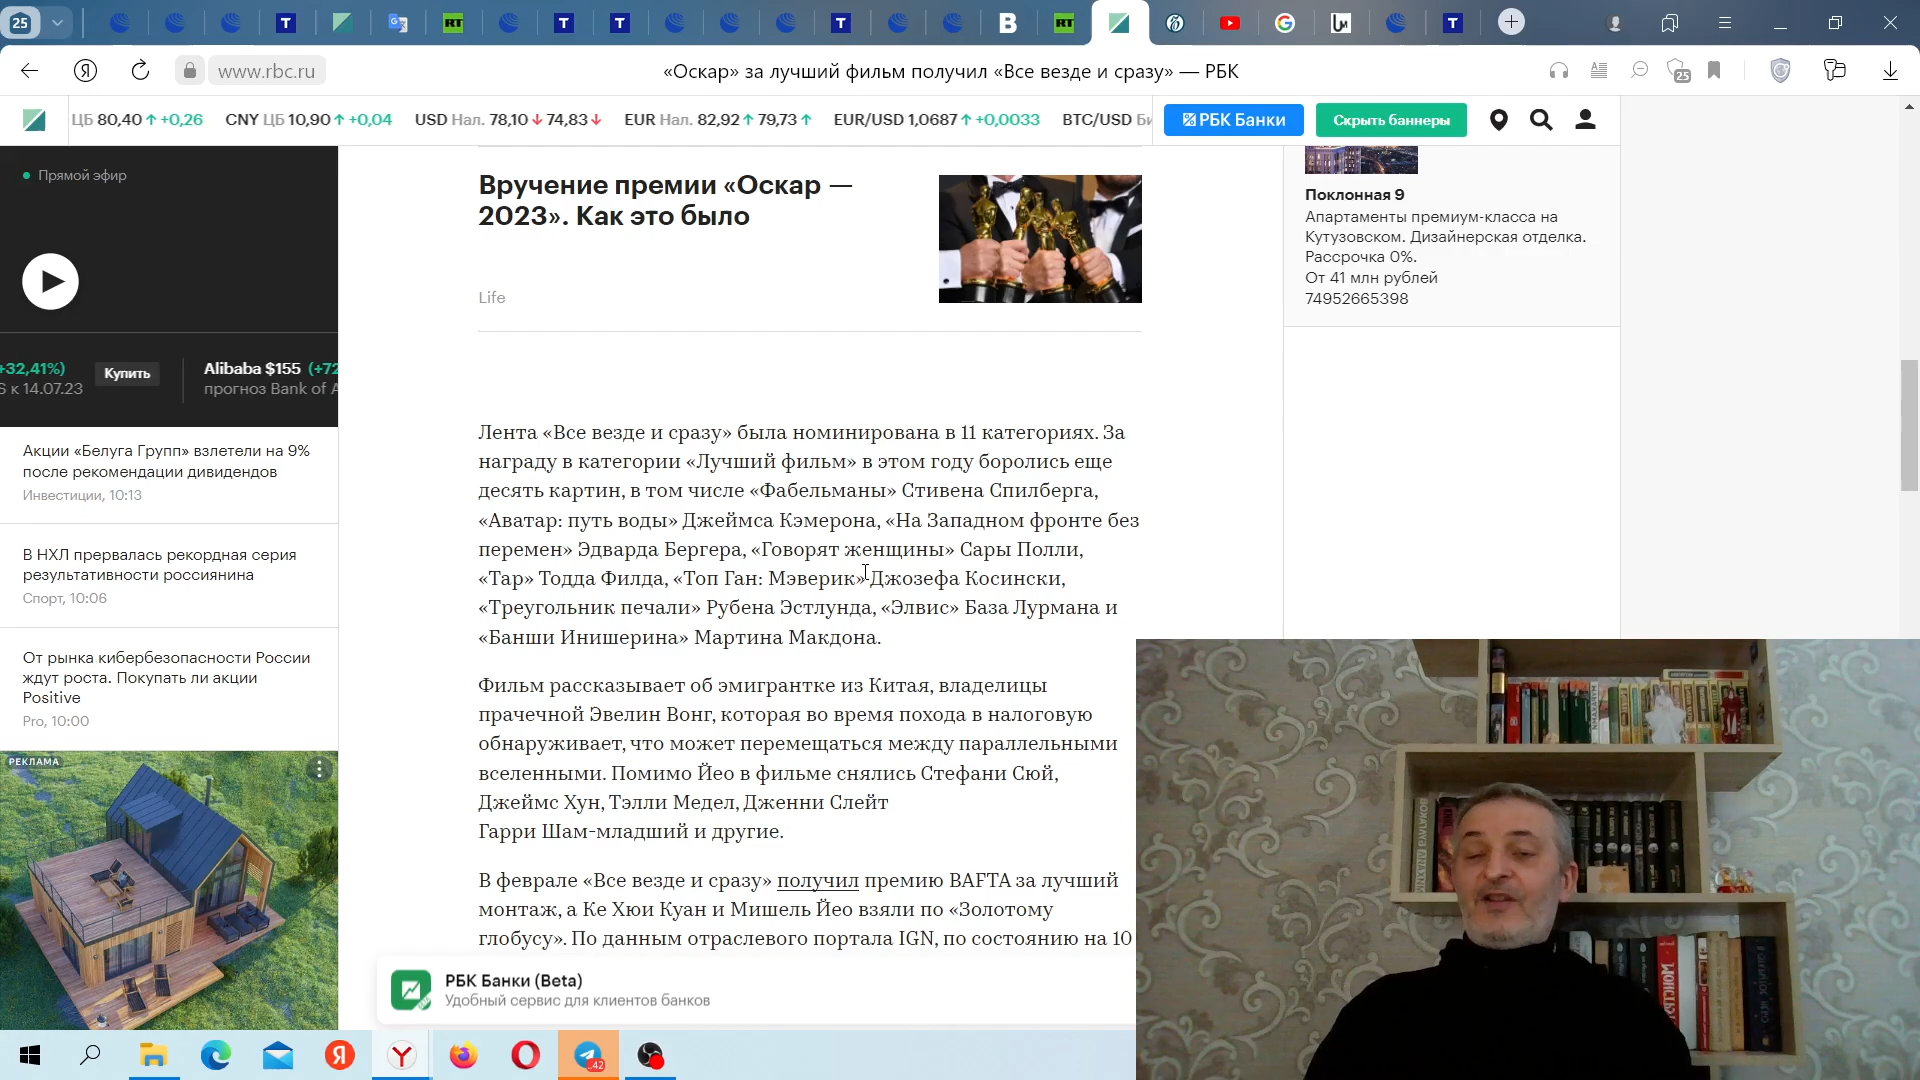 25
www.rbc.ru
«Оскар» за лучший фильм получил «Все везде и сразу» — РБК
25
ЦБ 80,40 +0,26
CNY ЦБ 10,90 +0,04
USD Нал. 78,10 74,83
EUR Нал. 82,92 79,73
EUR/USD 1,0687 +0,0033
BTC/USD Би
РБК Банки
Скрыть баннеры
Прямой эфир
+32,41%)
Купить
S к 14.07.23
Alibaba $155 (+72
прогноз Bank of A
Акции «Белуга Групп» взлетели на 9%
после рекомендации дивидендов
Инвестиции, 10:13
В НХЛ прервалась рекордная серия
результативности россиянина
Спорт, 10:06
От рынка кибербезопасности России
ждут роста. Покупать ли акции
Positive
Pro, 10:00
РЕКЛАМА
Вручение премии «Оскар —
2023». Как это было
Life
Лента «Все везде и сразу» была номинирована в 11 категориях. За
награду в категории «Лучший фильм» в этом году боролись еще
десять картин, в том числе «Фабельманы» Стивена Спилберга,
«Аватар: путь воды» Джеймса Кэмерона, «На Западном фронте без
перемен» Эдварда Бергера, «Говорят женщины» Сары Полли,
«Тар» Тодда Филда, «Топ Ган: Мэверик» Джозефа Косински,
«Треугольник печали» Рубена Эстлунда, «Элвис» База Лурмана и
«Банши Инишерина» Мартина Макдона.
Фильм рассказывает об эмигрантке из Китая, владелицы
прачечной Эвелин Вонг, которая во время похода в налоговую
обнаруживает, что может перемещаться между параллельными
вселенными. Помимо Йео в фильме снялись Стефани Сюй,
Джеймс Хун, Тэлли Медел, Дженни Слейт
Гарри Шам-младший и другие.
В феврале «Все везде и сразу» получил премию BAFTA за лучший
монтаж, а Ке Хюи Куан и Мишель Йео взяли по «Золотому
глобусу». По данным отраслевого портала IGN, по состоянию на 10
РБК Банки (Beta)
Удобный сервис для клиентов банков
Поклонная 9
Апартаменты премиум-класса на
Кутузовском. Дизайнерская отделка.
Рассрочка 0%.
От 41 млн рублей
74952665398